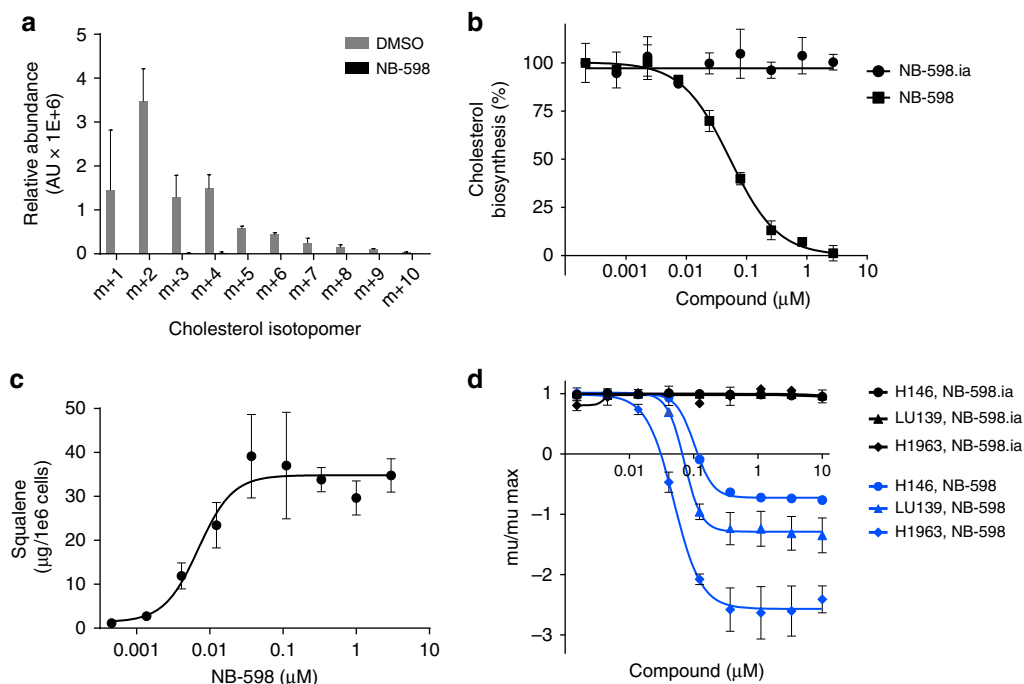 a
DMSO
NB-598
Relative abundance
(AU × 1E+6)
5
4
3
2
1
0
m+1
m+2
m+3
m+4
m+5
m+6
m+7
m+8
m+9
m+10
Cholesterol isotopomer
b
NB-598.ia
NB-598
Cholesterol
biosynthesis (%)
100
75
50
25
0
0.001
0.01
0.1
1
10
Compound (μM)
c
Squalene
(μg/1e6 cells)
50
40
30
20
10
0
0.001
0.01
0.1
1
10
NB-598 (μM)
d
mu/mu max
1
0
–1
–2
–3
0.01
0.1
1
10
Compound (μM)
H146, NB-598.ia
LU139, NB-598.ia
H1963, NB-598.ia
H146, NB-598
LU139, NB-598
H1963, NB-598